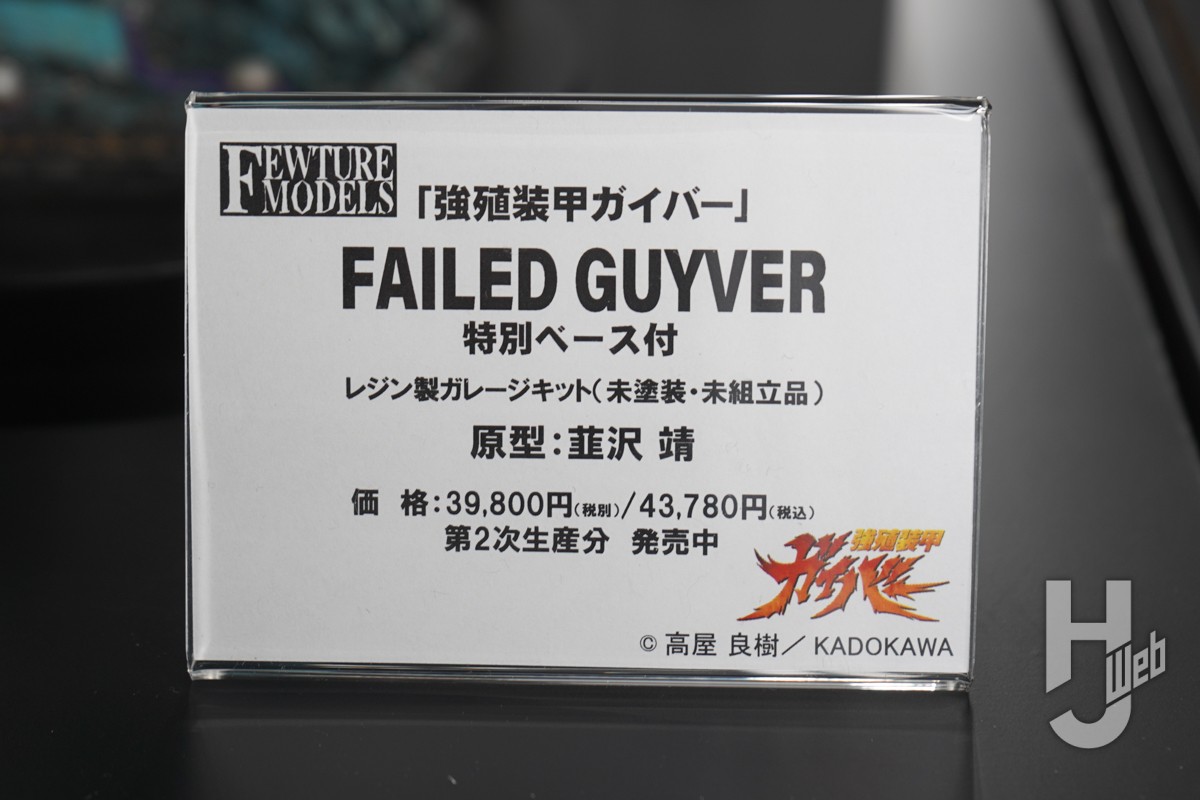 FEWTURE
MODELS
「強殖装甲ガイバー」
FAILED GUYVER
特別ベース付
レジン製ガレージキット(未塗装・未組立品)
原型:韮沢 靖
価 格:39,800円(税別)/43,780円(税込)
第2次生産分 発売中
強殖装甲
ガイバー
© 高屋 良樹/ KADOKAWA
HJ Web